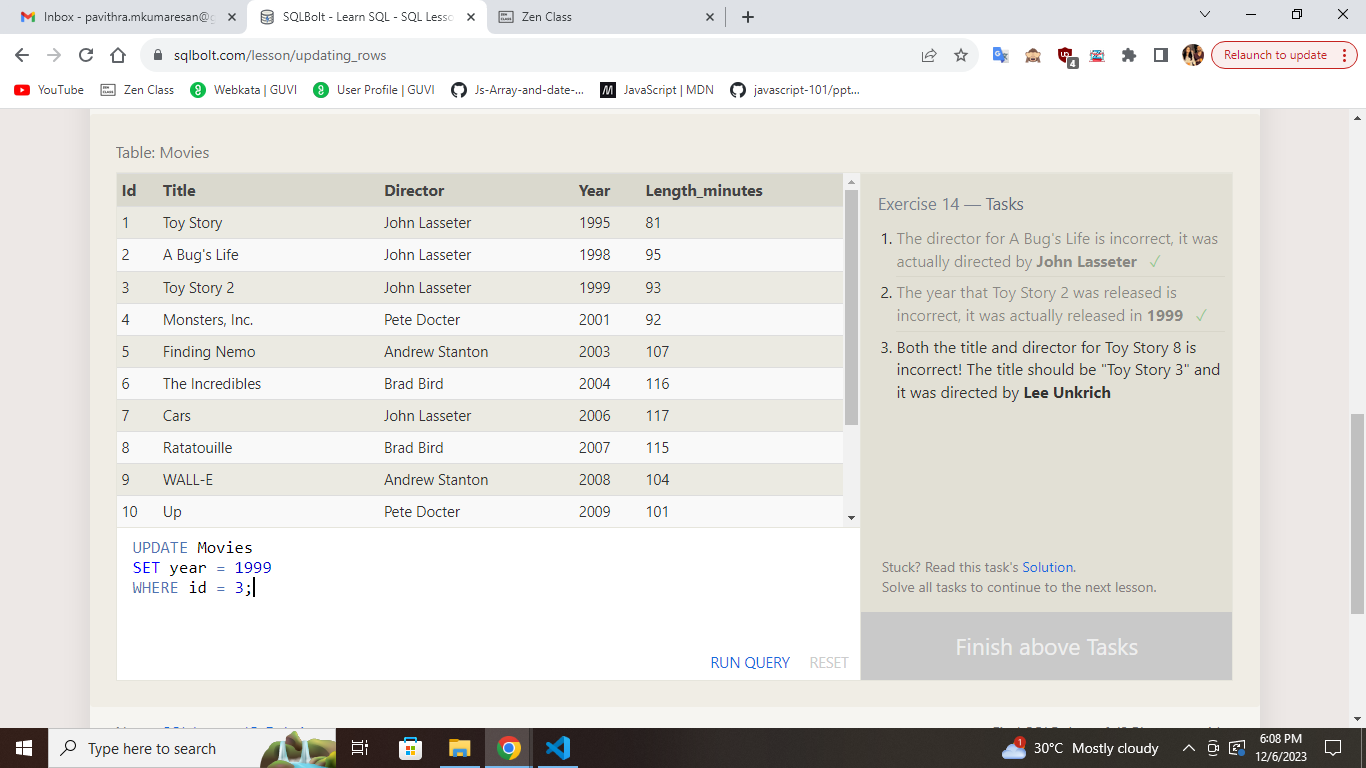 Inbox - pavithra.mkumaresan@g
SQLBolt - Learn SQL - SQL Lesso
Zen Class
sqlbolt.com/lesson/updating_rows
4
Relaunch to update
YouTube
Zen Class
Webkata | GUVI
User Profile | GUVI
Js-Array-and-date-...
JavaScript | MDN
javascript-101/ppt...
Table: Movies
Id Title Director Year Length_minutes
1 Toy Story John Lasseter 1995 81
2 A Bug's Life John Lasseter 1998 95
3 Toy Story 2 John Lasseter 1999 93
4 Monsters, Inc. Pete Docter 2001 92
5 Finding Nemo Andrew Stanton 2003 107
6 The Incredibles Brad Bird 2004 116
7 Cars John Lasseter 2006 117
8 Ratatouille Brad Bird 2007 115
9 WALL-E Andrew Stanton 2008 104
10 Up Pete Docter 2009 101
UPDATE Movies
SET year = 1999
WHERE id = 3;
RUN QUERY RESET
Exercise 14 — Tasks
1. The director for A Bug's Life is incorrect, it was
actually directed by John Lasseter ✓
2. The year that Toy Story 2 was released is
incorrect, it was actually released in 1999 ✓
3. Both the title and director for Toy Story 8 is
incorrect! The title should be "Toy Story 3" and
it was directed by Lee Unkrich
Stuck? Read this task's Solution.
Solve all tasks to continue to the next lesson.
Finish above Tasks
Type here to search
1
30°C Mostly cloudy
6:08 PM
12/6/2023